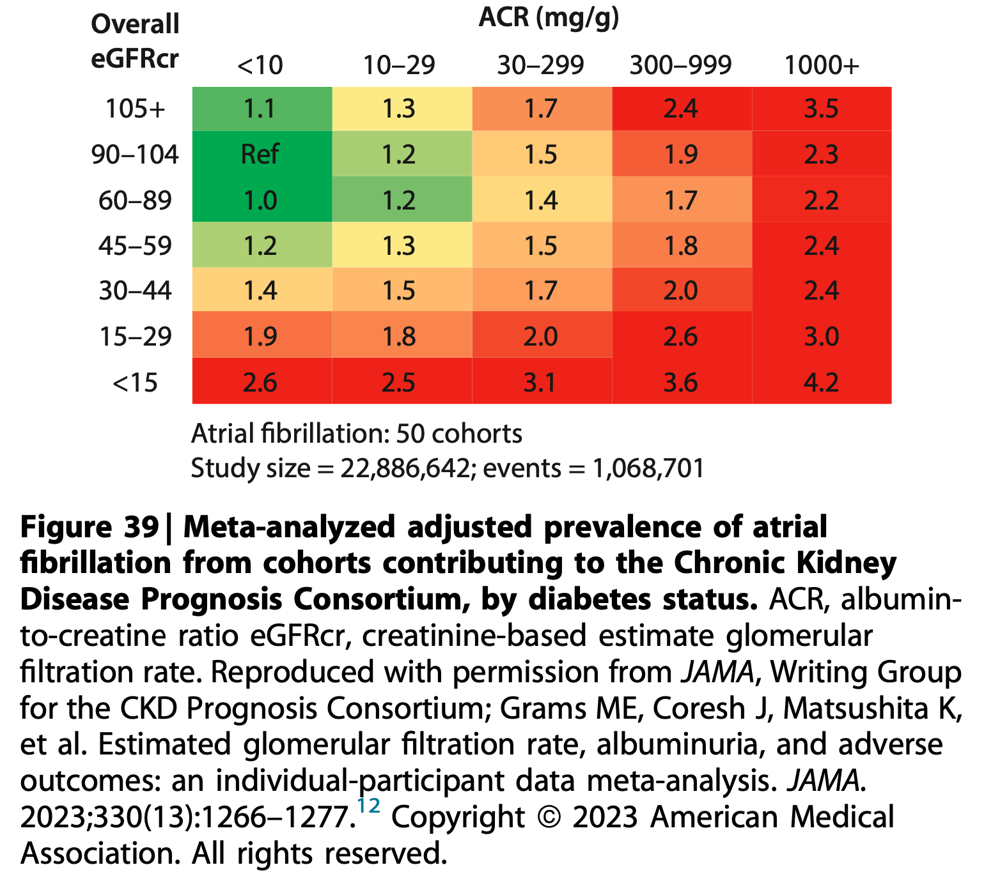 Overall
eGFRcr
ACR (mg/g)
<10 10–29 30–299 300–999 1000+
105+ 1.1 1.3 1.7 2.4 3.5
90–104 Ref 1.2 1.5 1.9 2.3
60–89 1.0 1.2 1.4 1.7 2.2
45–59 1.2 1.3 1.5 1.8 2.4
30–44 1.4 1.5 1.7 2.0 2.4
15–29 1.9 1.8 2.0 2.6 3.0
<15 2.6 2.5 3.1 3.6 4.2
Atrial fibrillation: 50 cohorts
Study size = 22,886,642; events = 1,068,701
Figure 39 | Meta-analyzed adjusted prevalence of atrial
fibrillation from cohorts contributing to the Chronic Kidney
Disease Prognosis Consortium, by diabetes status. ACR, albumin-
to-creatine ratio eGFRcr, creatinine-based estimate glomerular
filtration rate. Reproduced with permission from JAMA, Writing Group
for the CKD Prognosis Consortium; Grams ME, Coresh J, Matsushita K,
et al. Estimated glomerular filtration rate, albuminuria, and adverse
outcomes: an individual-participant data meta-analysis. JAMA.
2023;330(13):1266–1277.12 Copyright © 2023 American Medical
Association. All rights reserved.